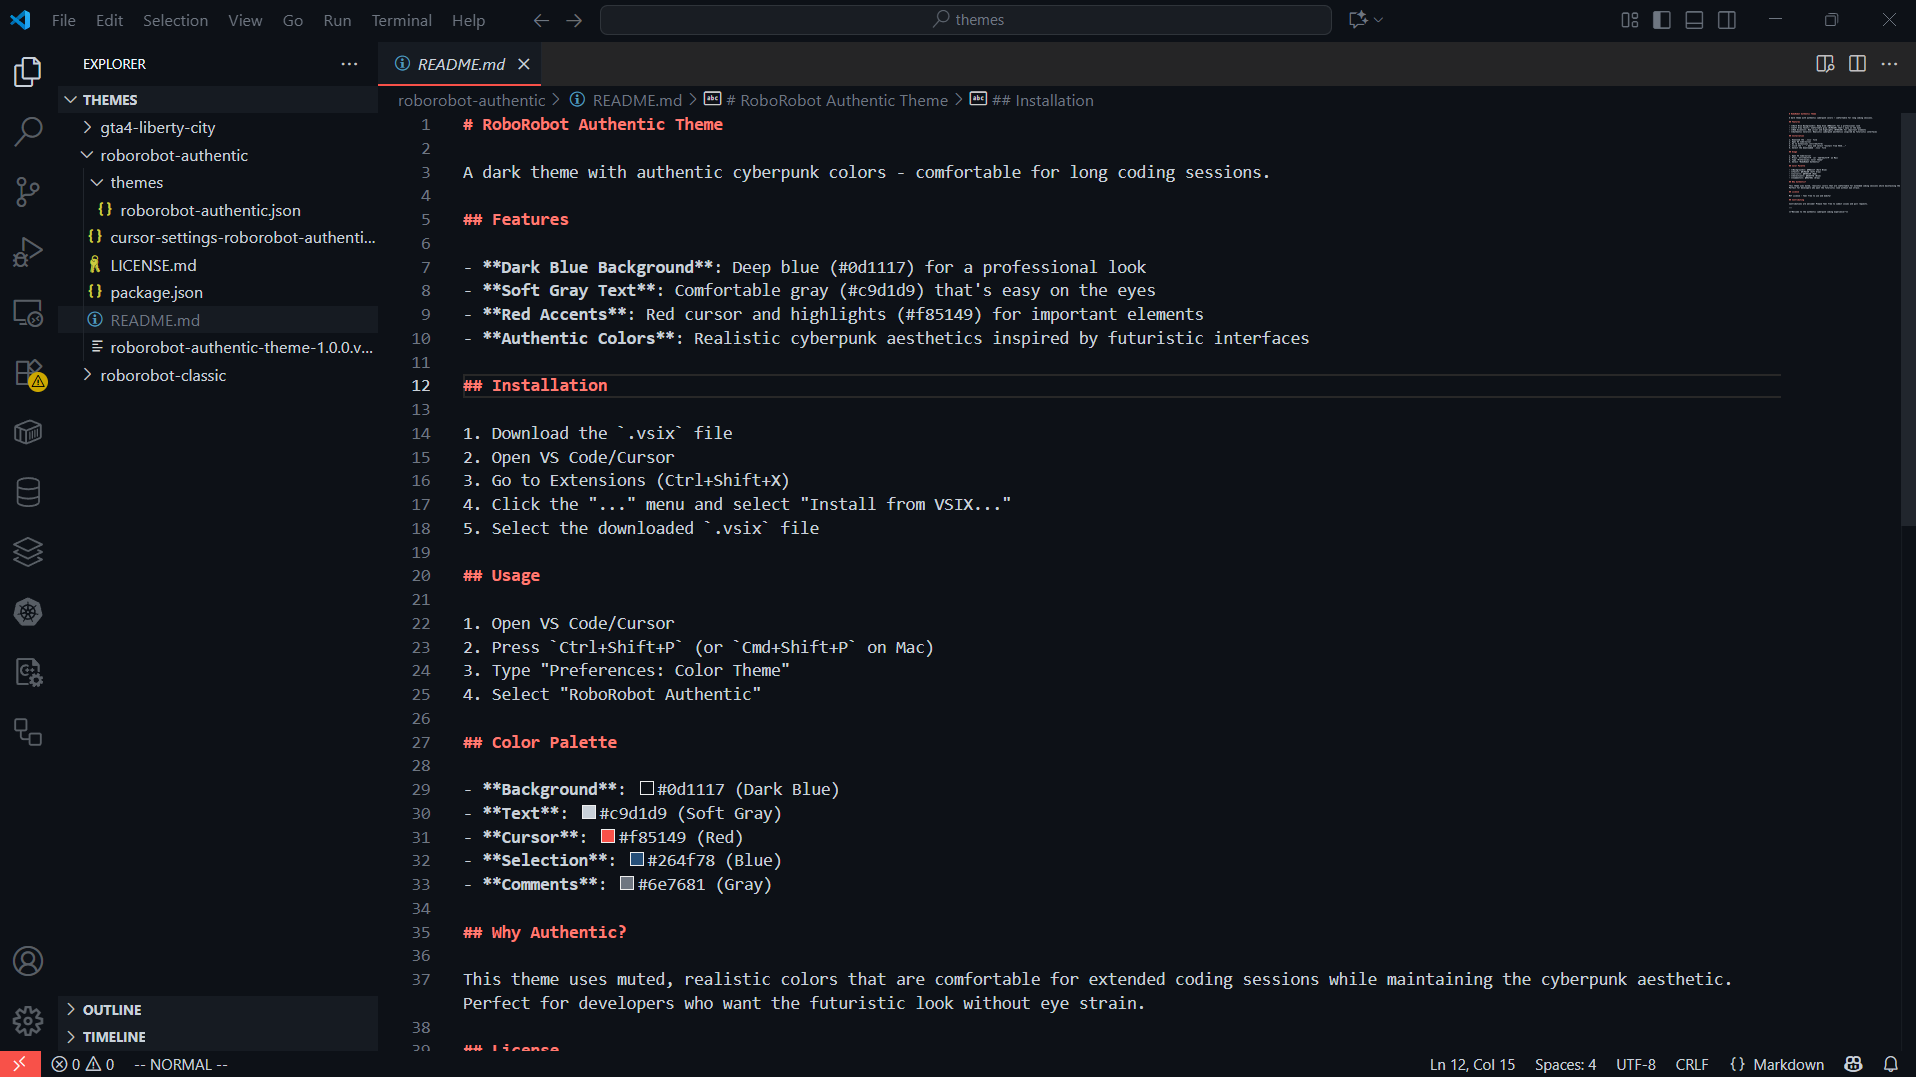 File Edit Selection View Go Run Terminal Help
themes
EXPLORER
THEMES
gta4-liberty-city
roborobot-authentic
themes
roborobot-authentic.json
cursor-settings-roborobot-authenti...
LICENSE.md
package.json
README.md
roborobot-authentic-theme-1.0.0.v...
roborobot-classic
OUTLINE
TIMELINE
README.md
roborobot-authentic > README.md > # RoboRobot Authentic Theme > ## Installation
1 # RoboRobot Authentic Theme
2
3 A dark theme with authentic cyberpunk colors - comfortable for long coding sessions.
4
5 ## Features
6
7 - **Dark Blue Background**: Deep blue (#0d1117) for a professional look
8 - **Soft Gray Text**: Comfortable gray (#c9d1d9) that's easy on the eyes
9 - **Red Accents**: Red cursor and highlights (#f85149) for important elements
10 - **Authentic Colors**: Realistic cyberpunk aesthetics inspired by futuristic interfaces
11
12 ## Installation
13
14 1. Download the `.vsix` file
15 2. Open VS Code/Cursor
16 3. Go to Extensions (Ctrl+Shift+X)
17 4. Click the "..." menu and select "Install from VSIX..."
18 5. Select the downloaded `.vsix` file
19
20 ## Usage
21
22 1. Open VS Code/Cursor
23 2. Press `Ctrl+Shift+P` (or `Cmd+Shift+P` on Mac)
24 3. Type "Preferences: Color Theme"
25 4. Select "RoboRobot Authentic"
26
27 ## Color Palette
28
29 - **Background**: #0d1117 (Dark Blue)
30 - **Text**: #c9d1d9 (Soft Gray)
31 - **Cursor**: #f85149 (Red)
32 - **Selection**: #264f78 (Blue)
33 - **Comments**: #6e7681 (Gray)
34
35 ## Why Authentic?
36
37 This theme uses muted, realistic colors that are comfortable for extended coding sessions while maintaining the cyberpunk aesthetic.
Perfect for developers who want the futuristic look without eye strain.
38
39 ## License
0 0 -- NORMAL -- Ln 12, Col 15 Spaces: 4 UTF-8 CRLF {} Markdown